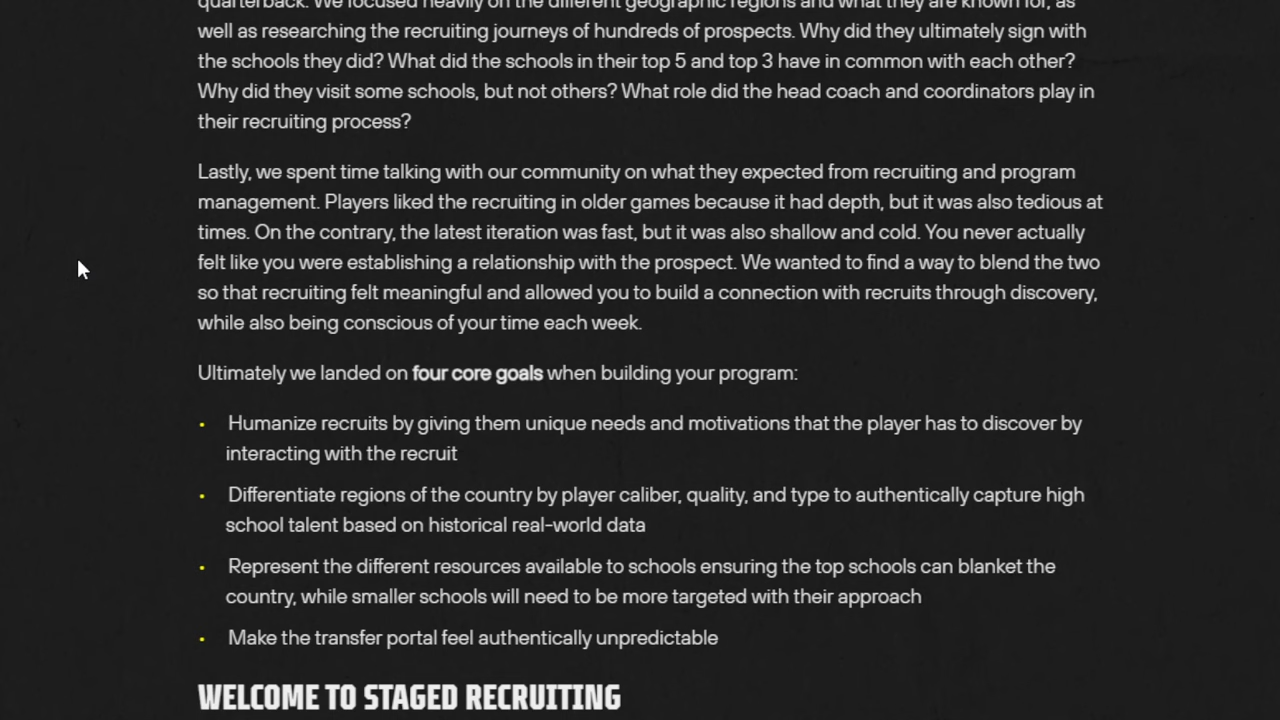 quarterback. We focused heavily on the different geographic regions and what they are known for, as
well as researching the recruiting journeys of hundreds of prospects. Why did they ultimately sign with
the schools they did? What did the schools in their top 5 and top 3 have in common with each other?
Why did they visit some schools, but not others? What role did the head coach and coordinators play in
their recruiting process?
Lastly, we spent time talking with our community on what they expected from recruiting and program
management. Players liked the recruiting in older games because it had depth, but it was also tedious at
times. On the contrary, the latest iteration was fast, but it was also shallow and cold. You never actually
felt like you were establishing a relationship with the prospect. We wanted to find a way to blend the two
so that recruiting felt meaningful and allowed you to build a connection with recruits through discovery,
while also being conscious of your time each week.
Ultimately we landed on four core goals when building your program:
• Humanize recruits by giving them unique needs and motivations that the player has to discover by
interacting with the recruit
• Differentiate regions of the country by player caliber, quality, and type to authentically capture high
school talent based on historical real-world data
• Represent the different resources available to schools ensuring the top schools can blanket the
country, while smaller schools will need to be more targeted with their approach
• Make the transfer portal feel authentically unpredictable
WELCOME TO STAGED RECRUITING